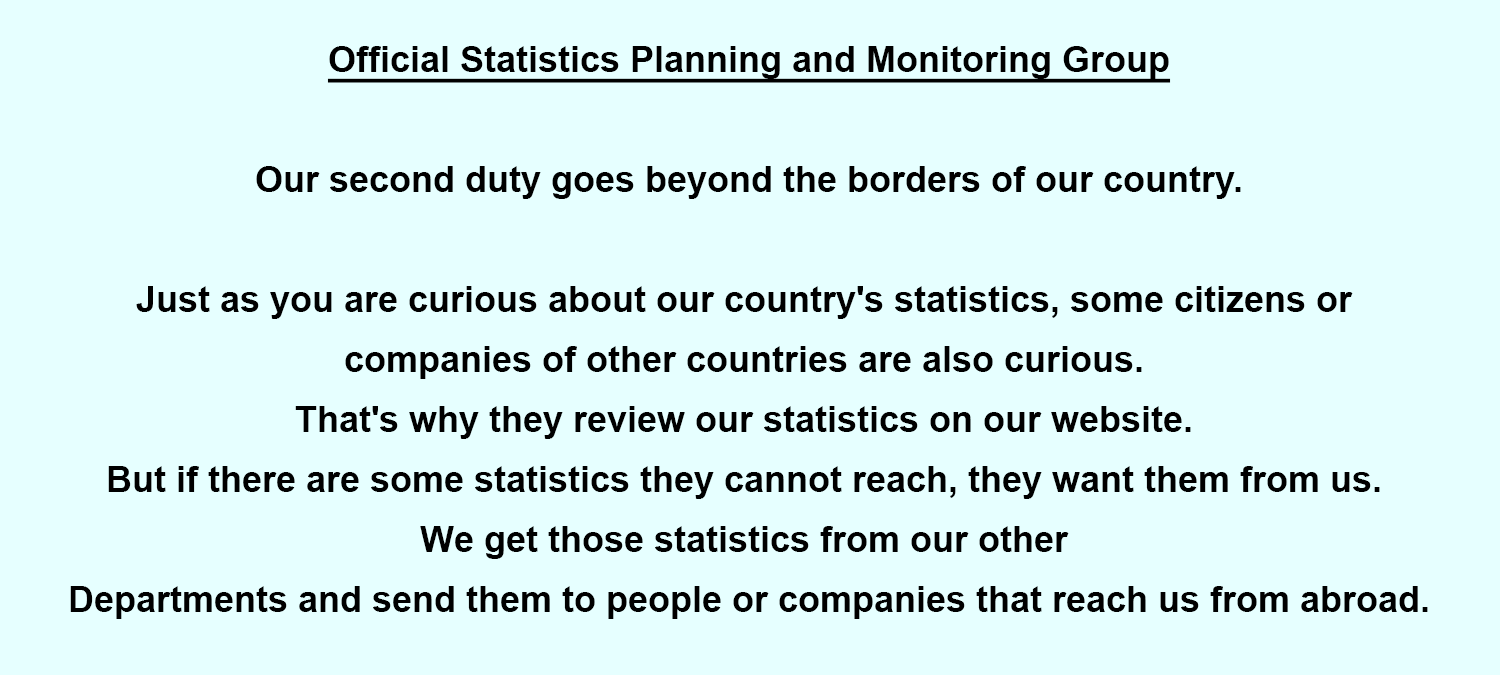 Official Statistics Planning and Monitoring Group
Our second duty goes beyond the borders of our country.
Just as you are curious about our country's statistics, some citizens or
companies of other countries are also curious.
That's why they review our statistics on our website.
But if there are some statistics they cannot reach, they want them from us.
We get those statistics from our other
Departments and send them to people or companies that reach us from abroad.